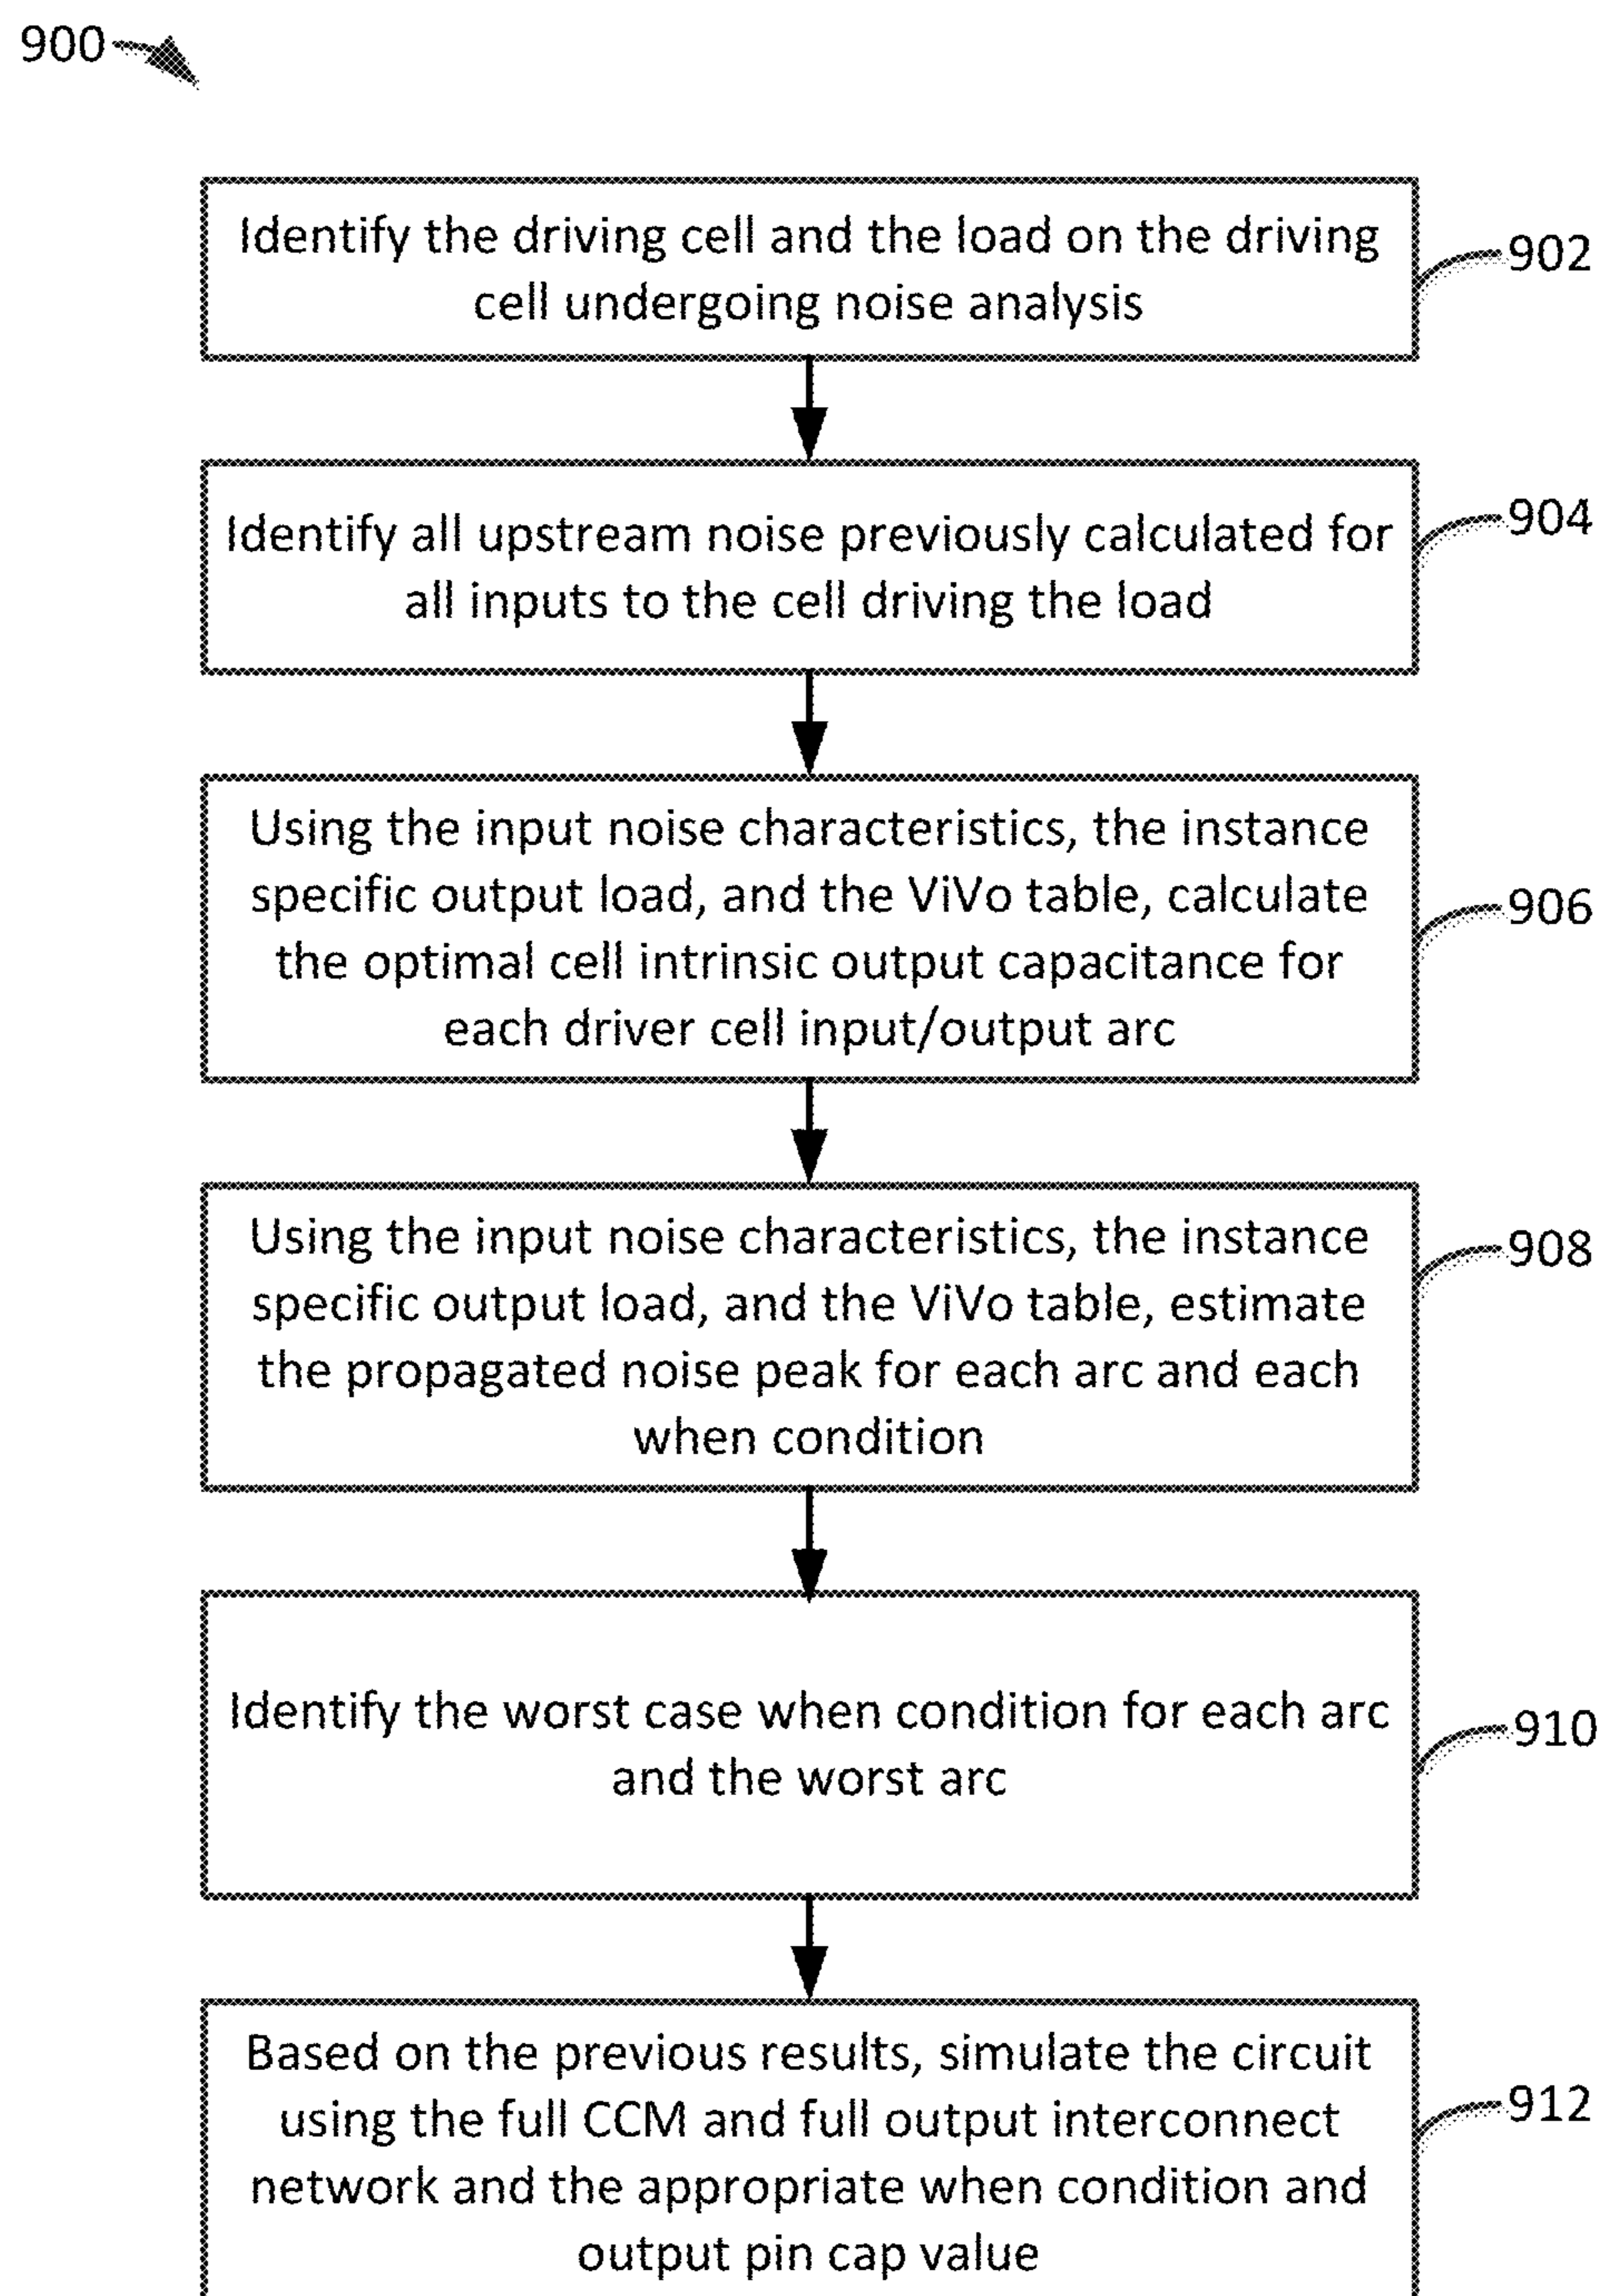 900
Identify the driving cell and the load on the driving
cell undergoing noise analysis
902
Identify all upstream noise previously calculated for
all inputs to the cell driving the load
904
Using the input noise characteristics, the instance
specific output load, and the ViVo table, calculate
the optimal cell intrinsic output capacitance for
each driver cell input/output arc
906
Using the input noise characteristics, the instance
specific output load, and the ViVo table, estimate
the propagated noise peak for each arc and each
when condition
908
Identify the worst case when condition for each arc
and the worst arc
910
Based on the previous results, simulate the circuit
using the full CCM and full output interconnect
network and the appropriate when condition and
output pin cap value
912